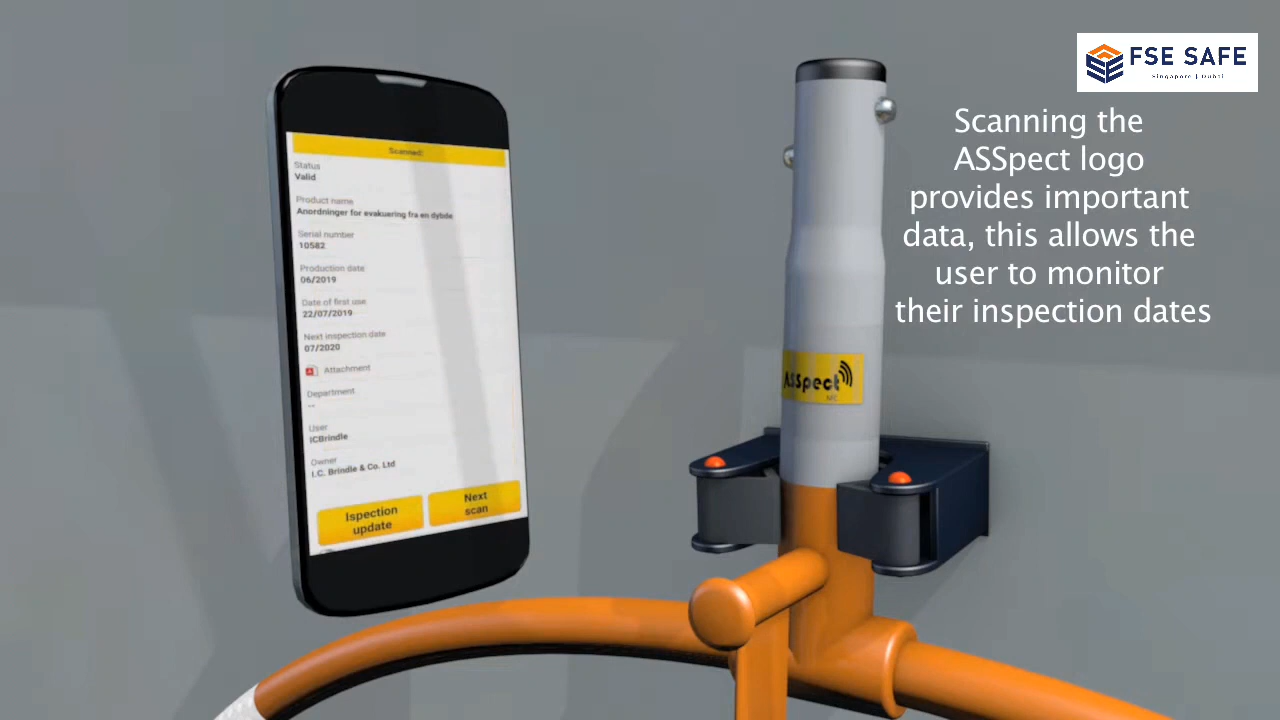 FSE SAFE
Singapore | Dubai
Scanning the
ASSpect logo
provides important
data, this allows the
user to monitor
their inspection dates
Scanned!
Status
Valid
Product name
Anordninger for evakuering fra en dybde
Serial number
10582
Production date
06/2019
Date of first use
22/07/2019
Next inspection date
07/2020
Attachment
Department
--
User
ICBrindle
Owner
I.C. Brindle & Co. Ltd
Ispection
update
Next
scan
ASSpect